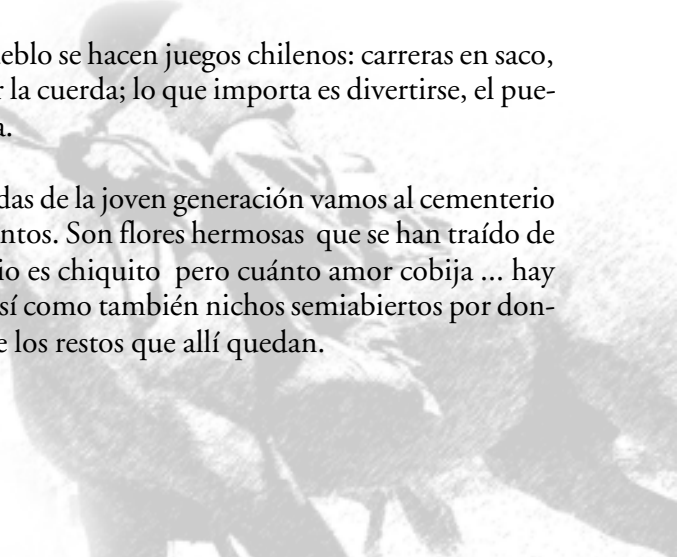 eblo se hacen juegos chilenos: carreras en saco,
r la cuerda; lo que importa es divertirse, el pue-
a.
das de la joven generación vamos al cementerio
ntos. Son flores hermosas que se han traído de
io es chiquito pero cuánto amor cobija ... hay
sí como también nichos semiabiertos por don-
e los restos que allí quedan.